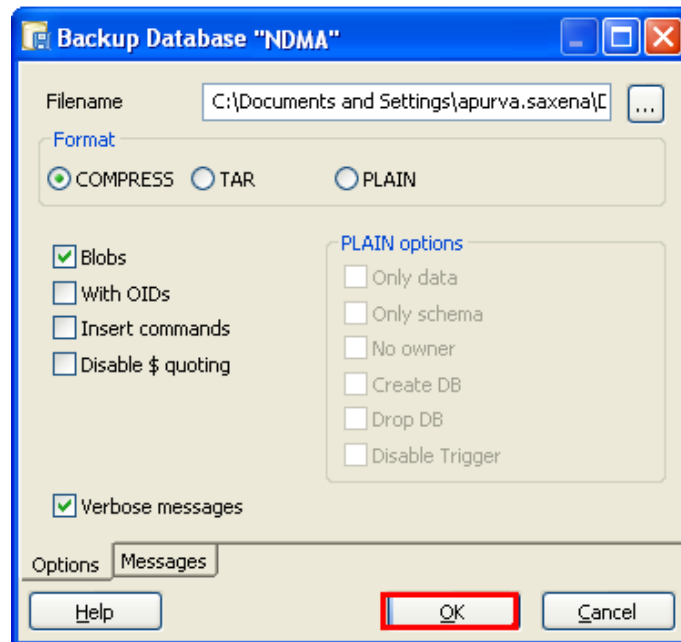 Backup Database "NDMA"
Filename C:\Documents and Settings\apurva.saxena\D ...
Format
COMPRESS TAR PLAIN
Blobs
With OIDs
Insert commands
Disable $ quoting
PLAIN options
Only data
Only schema
No owner
Create DB
Drop DB
Disable Trigger
Verbose messages
Options Messages
Help OK Cancel